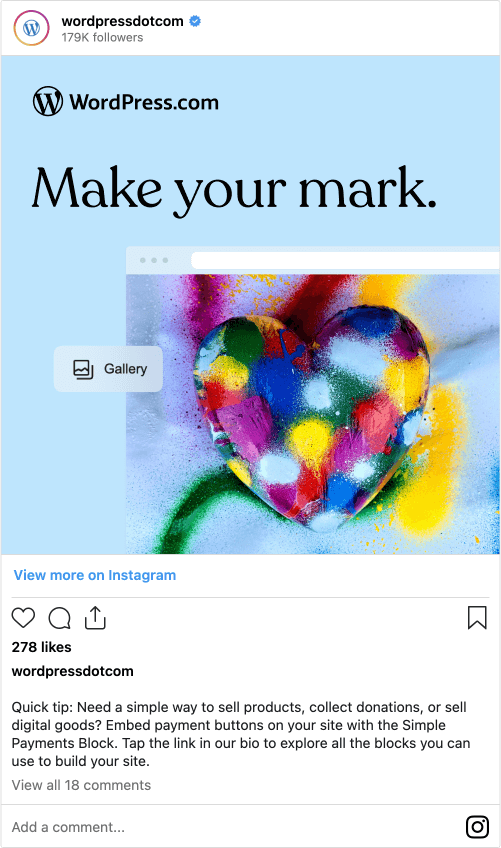 wordpressdotcom
179K followers
WordPress.com
Make your mark.
Gallery
View more on Instagram
278 likes
wordpressdotcom
Quick tip: Need a simple way to sell products, collect donations, or sell
digital goods? Embed payment buttons on your site with the Simple
Payments Block. Tap the link in our bio to explore all the blocks you can
use to build your site.
View all 18 comments
Add a comment...